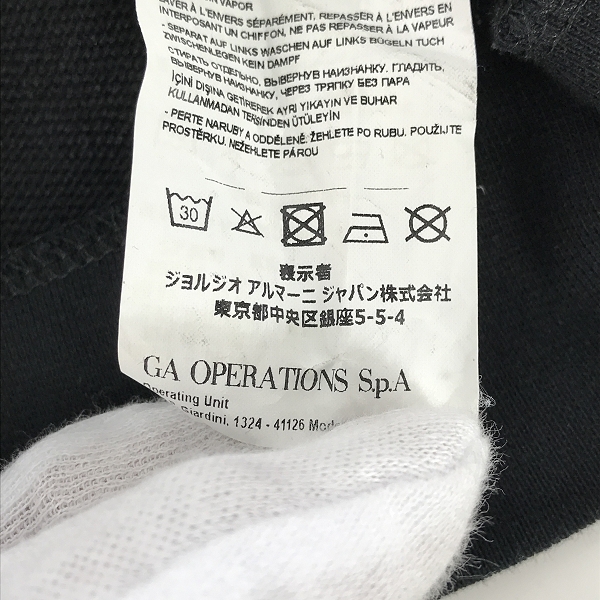 CON VAPOR
LAVER À L'ENVERS SÉPARÉMENT, REPASSER À L'ENVERS EN
INTERPOSANT UN CHIFFON, NE PAS REPASSER À LA VAPEUR
- SEPARAT AUF LINKS WASCHEN AUF LINKS BÜGELN TUCH
ZWISCHENLEGEN KEIN DAMPF
СТИРАТЬ ОТДЕЛЬНО, ВЫВЕРНУВ НАИЗНАНКУ. ГЛАДИТЬ,
ВЫВЕРНУВ НАИЗНАНКУ, ЧЕРЕЗ ТРЯПКУ БЕЗ ПАРА
İÇİNİ DIŞINA GETİREREK AYRI YIKAYIN VE BUHAR
KULLANMADAN TERSİNDEN ÜTÜLEYİN
- PERTE NARUBY A ODDĚLENĚ. ŽEHLETE PO RUBU. POUŽIJTE
PROSTĚRKU. NEŽEHLETE PÁROU
30
表示者
ジョルジオ アルマーニ ジャパン株式会社
東京都中央区銀座5-5-4
GA OPERATIONS S.p.A
Operating Unit
Giardini, 1324 - 41126